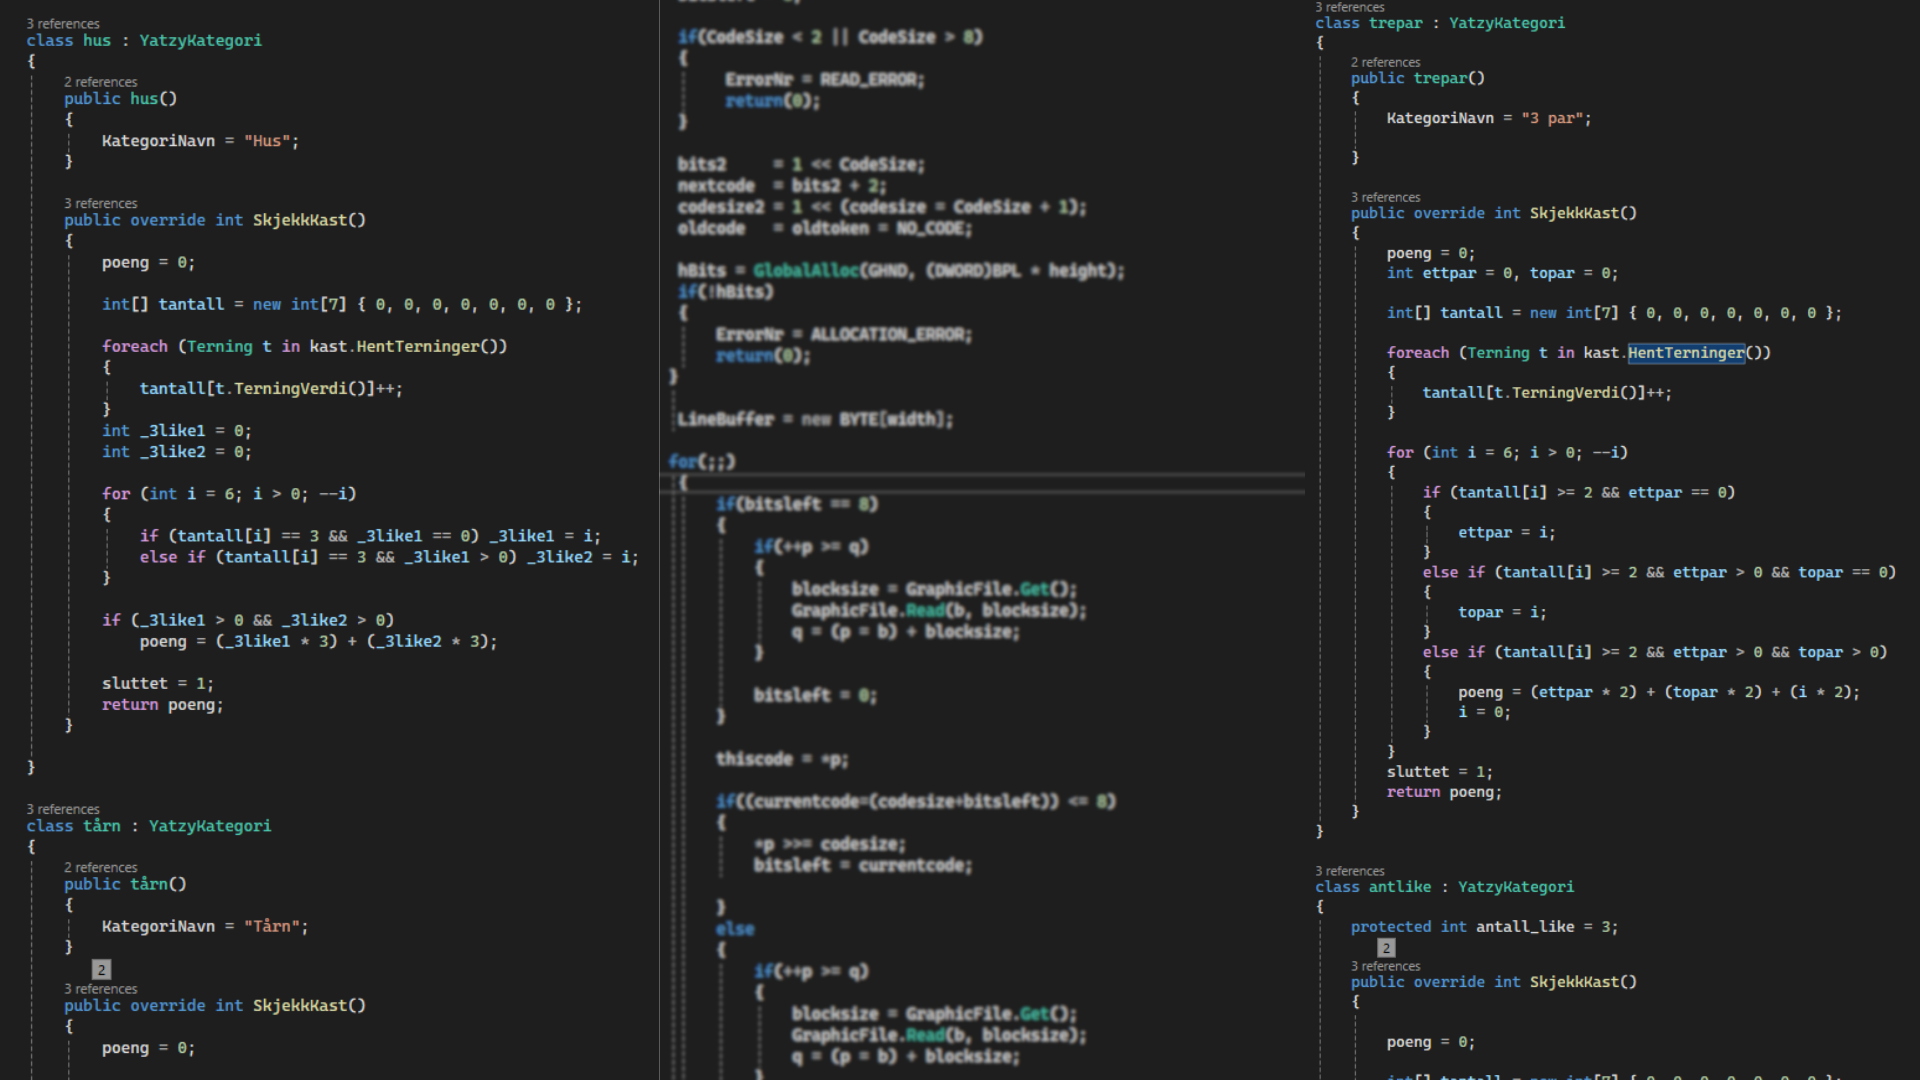 3 references
class hus : YatzyKategori
{
2 references
public hus()
{
KategoriNavn = "Hus";
}
3 references
public override int SkjekkKast()
{
poeng = 0;
int[] tantall = new int[7] { 0, 0, 0, 0, 0, 0, 0 };
foreach (Terning t in kast.HentTerninger())
{
tantall[t.TerningVerdi()]++;
}
int _3like1 = 0;
int _3like2 = 0;
for (int i = 6; i > 0; --i)
{
if (tantall[i] == 3 && _3like1 == 0) _3like1 = i;
else if (tantall[i] == 3 && _3like1 > 0) _3like2 = i;
}
if (_3like1 > 0 && _3like2 > 0)
poeng = (_3like1 * 3) + (_3like2 * 3);
sluttet = 1;
return poeng;
}
}
3 references
class tårn : YatzyKategori
{
2 references
public tårn()
{
KategoriNavn = "Tårn";
}
2
3 references
public override int SkjekkKast()
{
poeng = 0;
if(CodeSize < 2 || CodeSize > 8)
{
ErrorNr = READ_ERROR;
return(0);
}
bits2 = 1 << CodeSize;
nextcode = bits2 + 2;
codesize2 = 1 << (codesize = CodeSize + 1);
oldcode = oldtoken = NO_CODE;
hBits = GlobalAlloc(GHND, (DWORD)BPL * height);
if(!hBits)
{
ErrorNr = ALLOCATION_ERROR;
return(0);
}
LineBuffer = new BYTE[width];
for(;;)
{
if(bitsleft == 8)
{
if(++p >= q)
{
blocksize = GraphicFile.Get();
GraphicFile.Read(b, blocksize);
q = (p = b) + blocksize;
}
bitsleft = 0;
}
thiscode = *p;
if((currentcode=(codesize+bitsleft)) <= 8)
{
*p >>= codesize;
bitsleft = currentcode;
}
else
{
if(++p >= q)
{
blocksize = GraphicFile.Get();
GraphicFile.Read(b, blocksize);
q = (p = b) + blocksize;
}
3 references
class trepar : YatzyKategori
{
2 references
public trepar()
{
KategoriNavn = "3 par";
}
3 references
public override int SkjekkKast()
{
poeng = 0;
int ettpar = 0, topar = 0;
int[] tantall = new int[7] { 0, 0, 0, 0, 0, 0, 0 };
foreach (Terning t in kast.HentTerninger())
{
tantall[t.TerningVerdi()]++;
}
for (int i = 6; i > 0; --i)
{
if (tantall[i] >= 2 && ettpar == 0)
{
ettpar = i;
}
else if (tantall[i] >= 2 && ettpar > 0 && topar == 0)
{
topar = i;
}
else if (tantall[i] >= 2 && ettpar > 0 && topar > 0)
{
poeng = (ettpar * 2) + (topar * 2) + (i * 2);
i = 0;
}
}
sluttet = 1;
return poeng;
}
}
3 references
class antlike : YatzyKategori
{
protected int antall_like = 3;
2
3 references
public override int SkjekkKast()
{
poeng = 0;